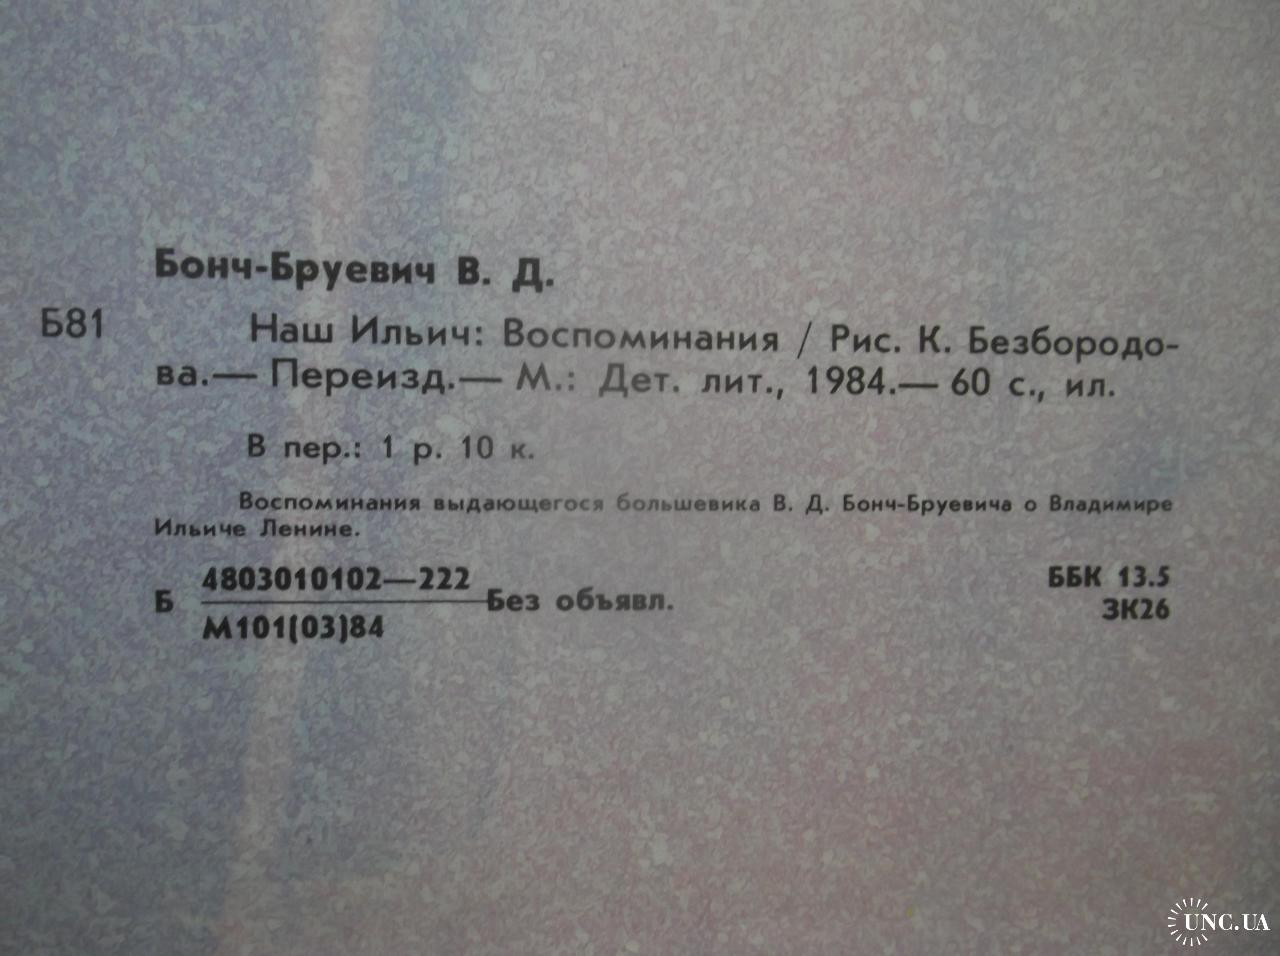 Бонч-Бруевич В. Д.
Б81 Наш Ильич: Воспоминания / Рис. К. Безбородо-
ва.— Переизд.— М.: Дет. лит., 1984.— 60 с., ил.
В пер.: 1 р. 10 к.
Воспоминания выдающегося большевика В. Д. Бонч-Бруевича о Владимире
Ильиче Ленине.
4803010102—222
Б Без объявл.
М101(03)84
ББК 13.5
ЗК26
UNC.UA